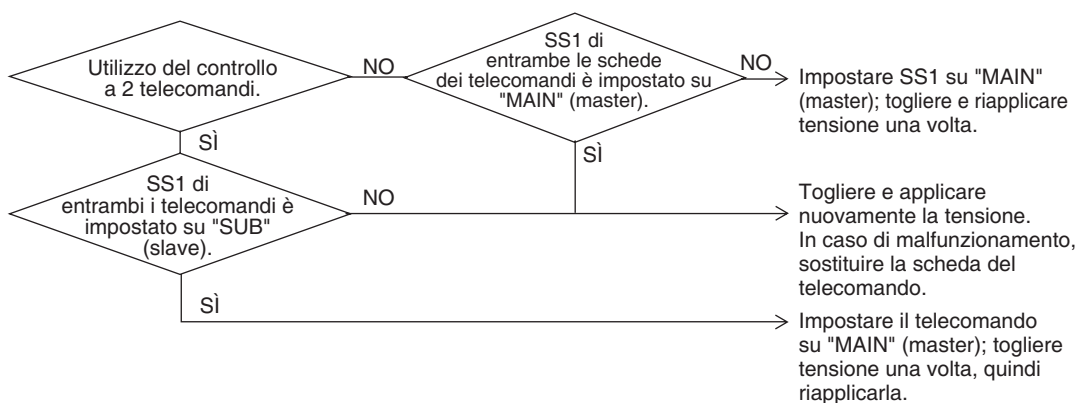 Utilizzo del controllo
a 2 telecomandi.
NO
SS1 di
entrambe le schede
dei telecomandi è impostato su
"MAIN" (master).
NO
Impostare SS1 su "MAIN"
(master); togliere e riapplicare
tensione una volta.
SÌ
SÌ
SS1 di
entrambi i telecomandi è
impostato su "SUB"
(slave).
NO
Togliere e applicare
nuovamente la tensione.
In caso di malfunzionamento,
sostituire la scheda del
telecomando.
SÌ
Impostare il telecomando
su "MAIN" (master); togliere
tensione una volta, quindi
riapplicarla.